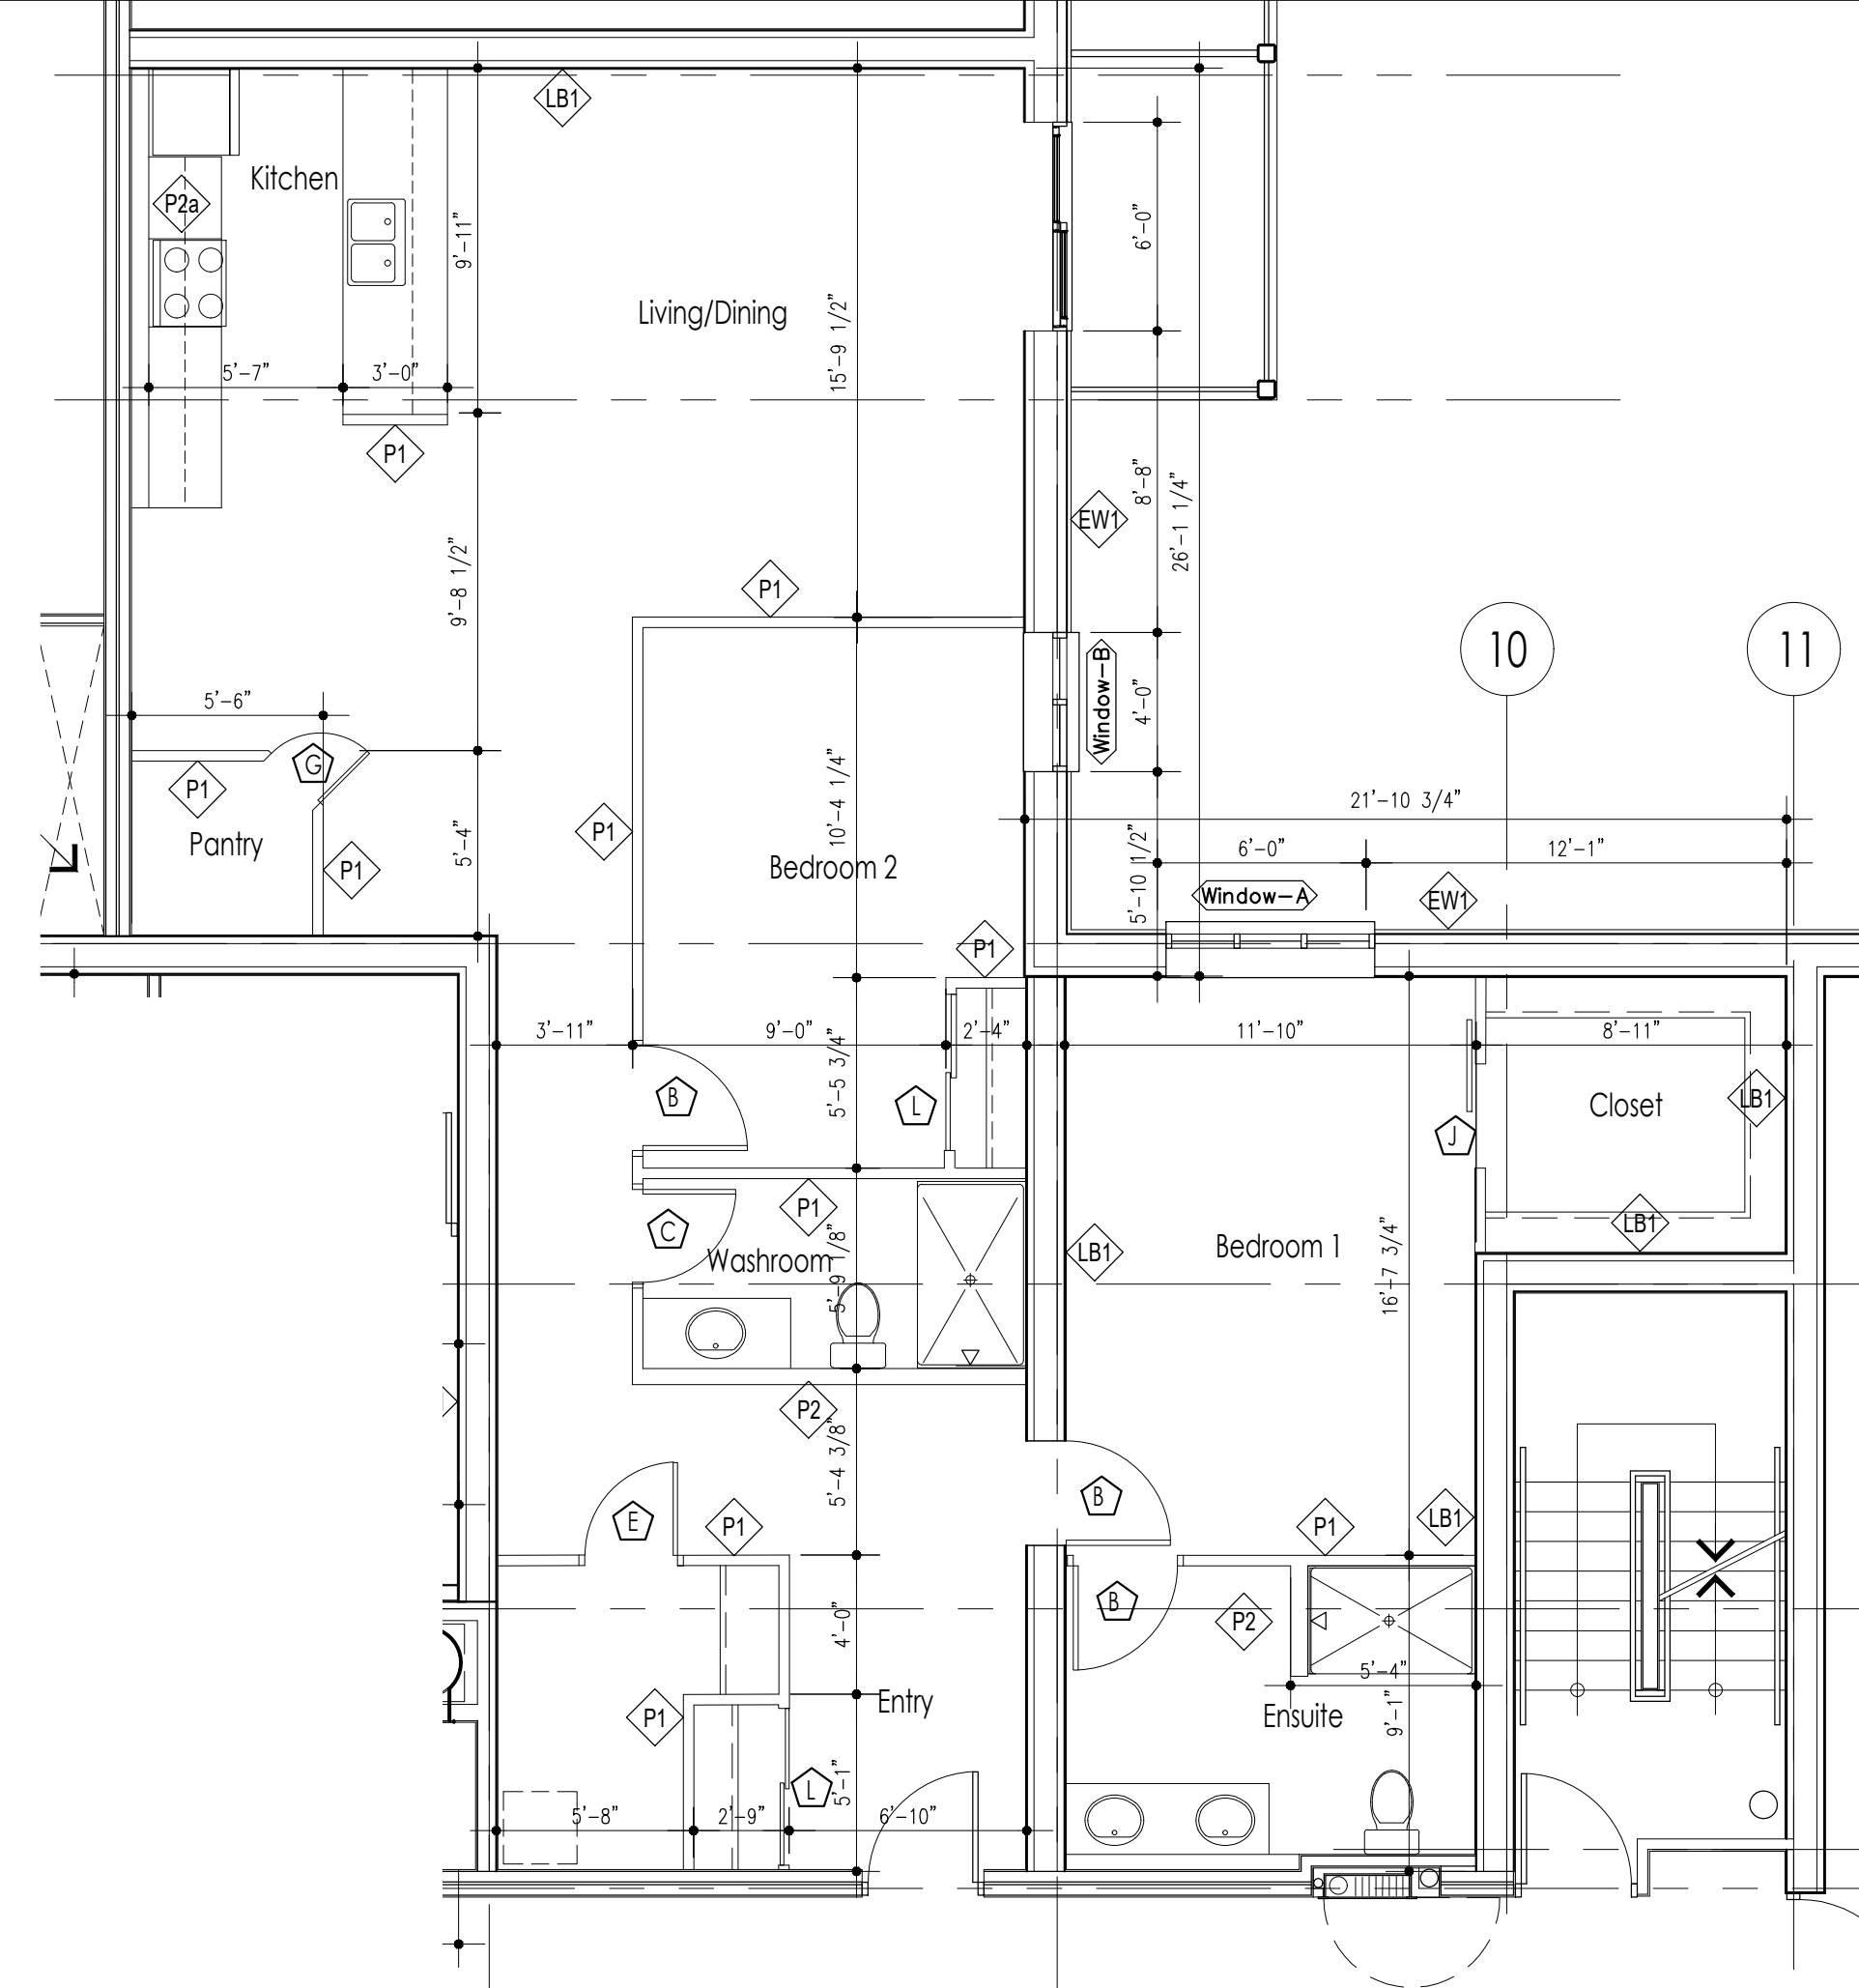 LB1
Kitchen
P2a
9'-11"
6'-0"
Living/Dining
15'-9 1/2"
5'-7"
3'-0"
P1
8'-8"
26'-1 1/4"
EW1
9'-8 1/2"
P1
10
11
Window-B
4'-0"
5'-6"
G
P1
Pantry
P1
5'-4"
P1
10'-4 1/4"
Bedroom 2
21'-10 3/4"
5'-10 1/2"
6'-0"
12'-1"
Window-A
EW1
P1
3'-11"
9'-0"
2'-4"
11'-10"
8'-11"
5'-5 3/4"
B
L
J
Closet
LB1
P1
C
Washroom
5'-9 1/8"
LB1
Bedroom 1
16'-7 3/4"
LB1
P2
5'-4 3/8"
E
P1
B
P1
LB1
B
P2
4'-0"
5'-4"
P1
Entry
Ensuite
9'-1"
L
5'-1"
5'-8"
2'-9"
6'-10"